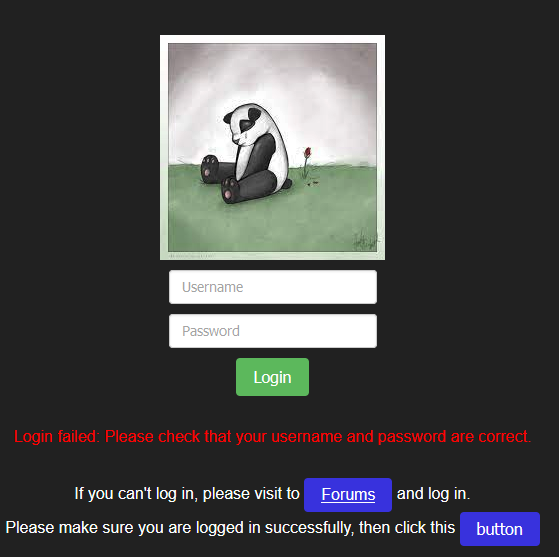 Username
Password
Login
Login failed: Please check that your username and password are correct.
If you can't log in, please visit to Forums and log in.
Please make sure you are logged in successfully, then click this button